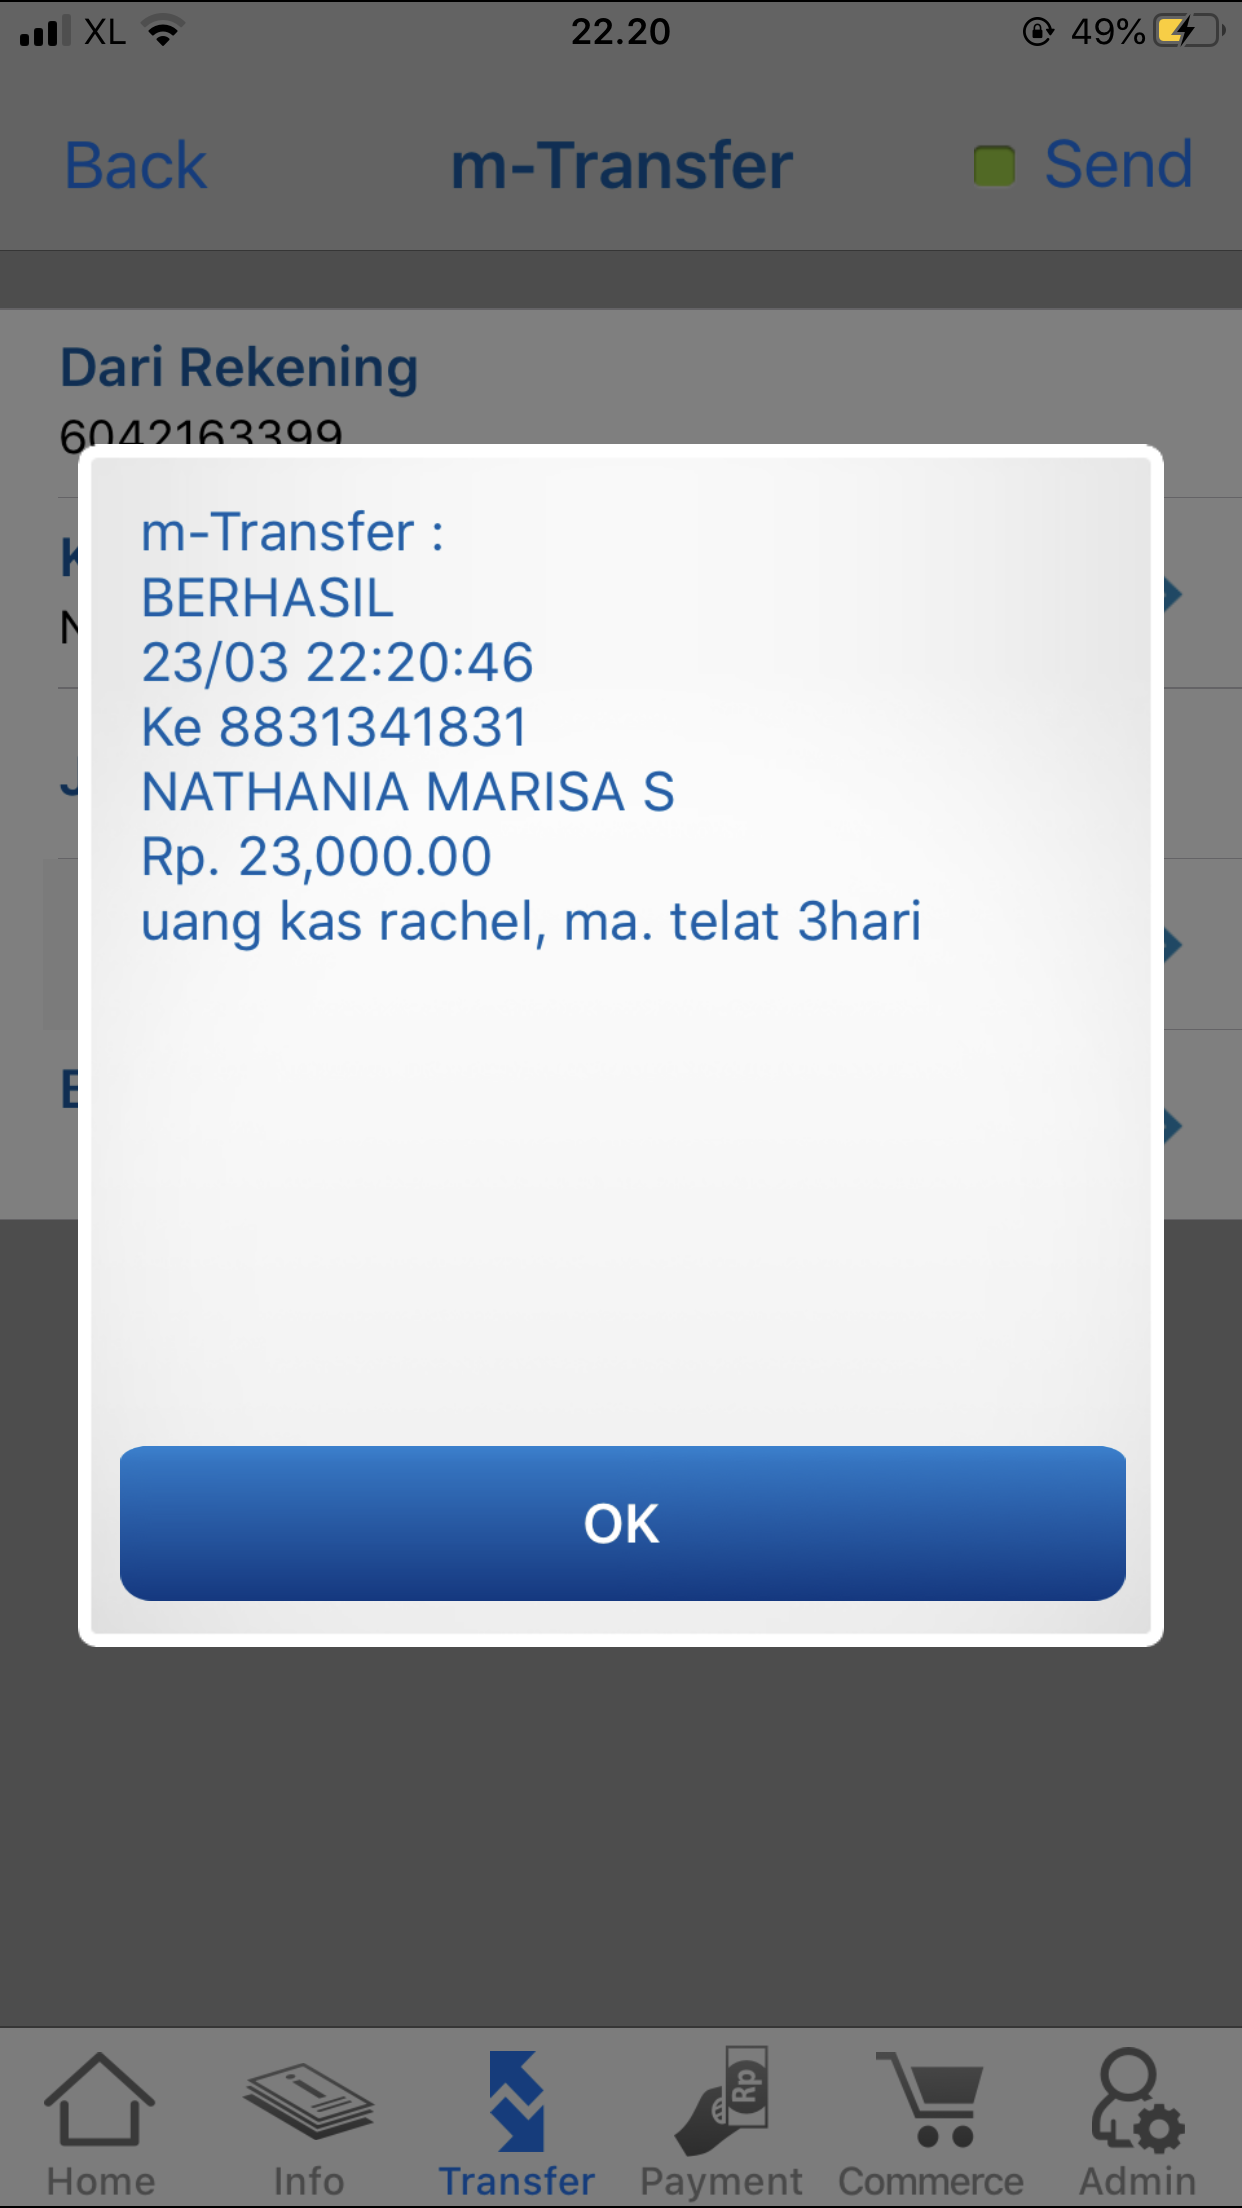 XL 22.20 49%
Back m-Transfer Send
Dari Rekening
6042163399
m-Transfer :
BERHASIL
23/03 22:20:46
Ke 8831341831
NATHANIA MARISA S
Rp. 23,000.00
uang kas rachel, ma. telat 3hari
OK
Rp
Home Info Transfer Payment Commerce Admin